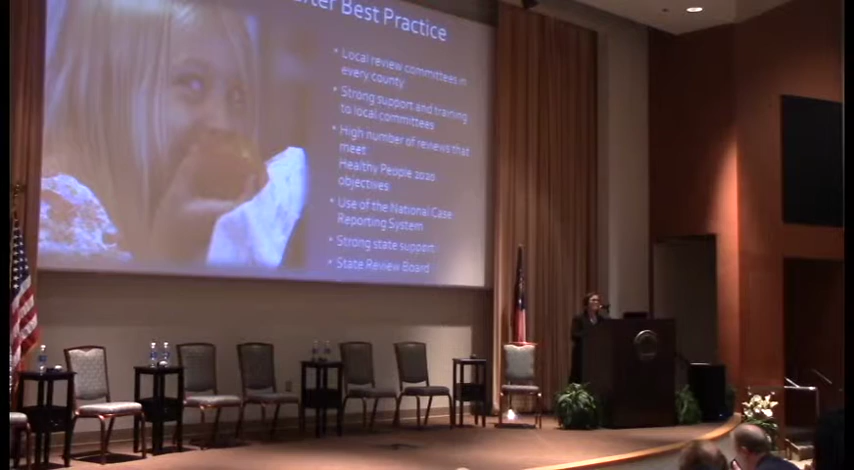 Best Practice
• Local review committees in
every county
• Strong support and training
to local committees
• High number of reviews that
meet
Healthy People 2020
objectives
• Use of the National Case
Reporting System
• Strong state support
• State Review Board